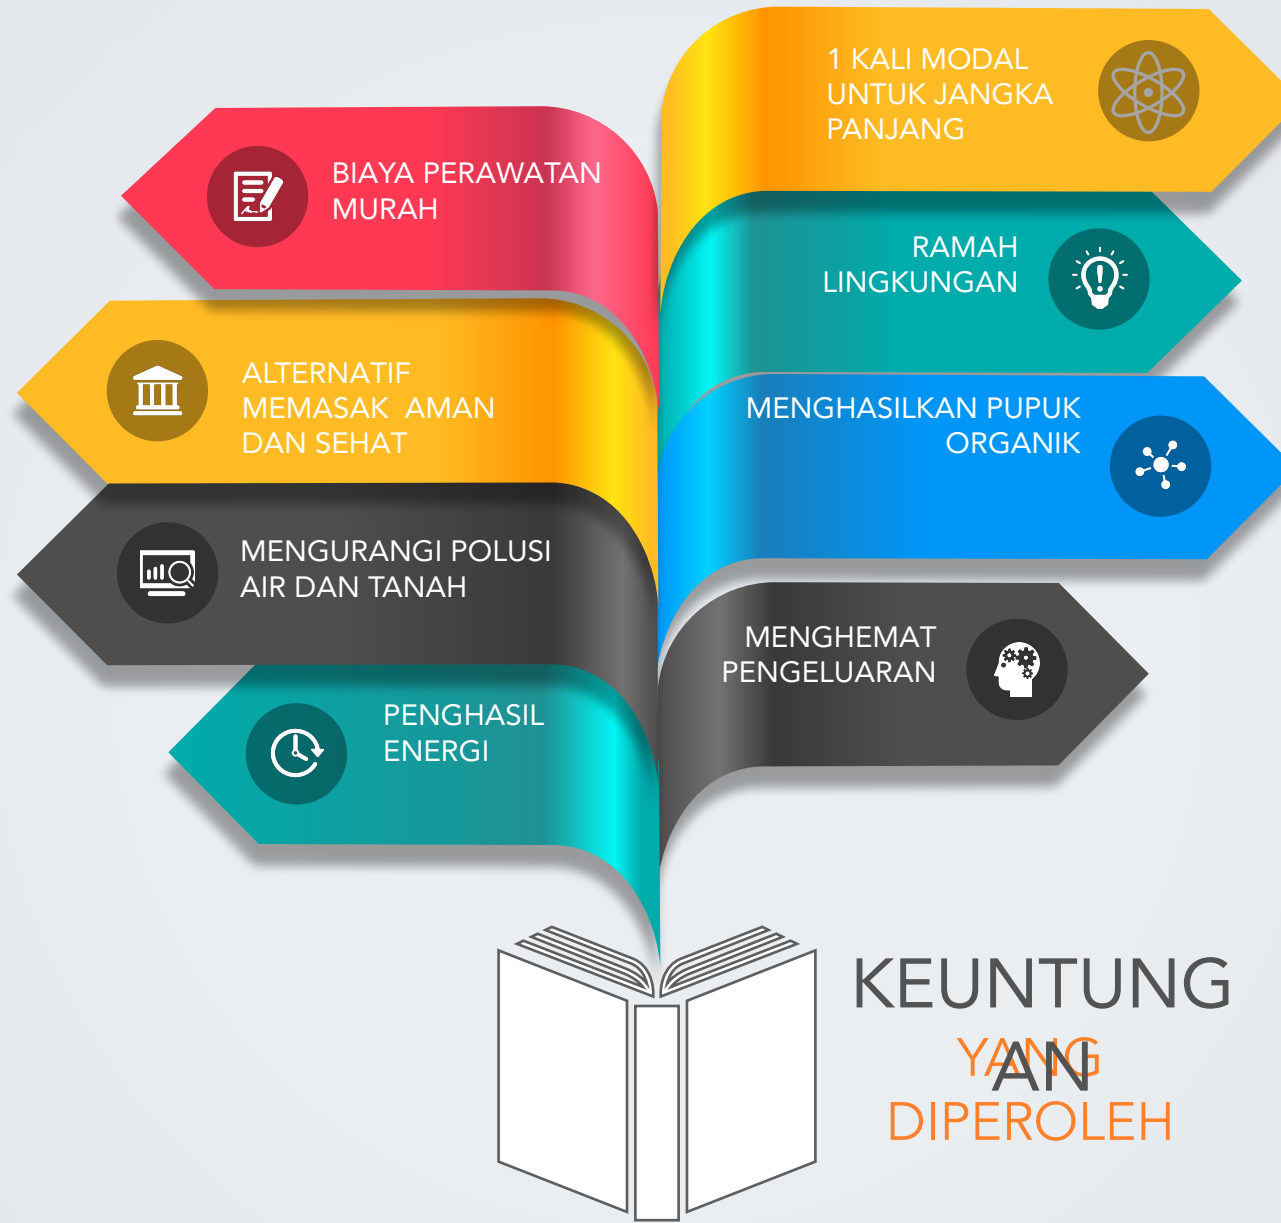 1 KALI MODAL
UNTUK JANGKA
PANJANG
BIAYA PERAWATAN
MURAH
RAMAH
LINGKUNGAN
ALTERNATIF
MEMASAK  AMAN
DAN SEHAT
MENGHASILKAN PUPUK
ORGANIK
MENGURANGI POLUSI
AIR DAN TANAH
MENGHEMAT
PENGELUARAN
PENGHASIL
ENERGI
KEUNTUNG
AN
YANG
DIPEROLEH